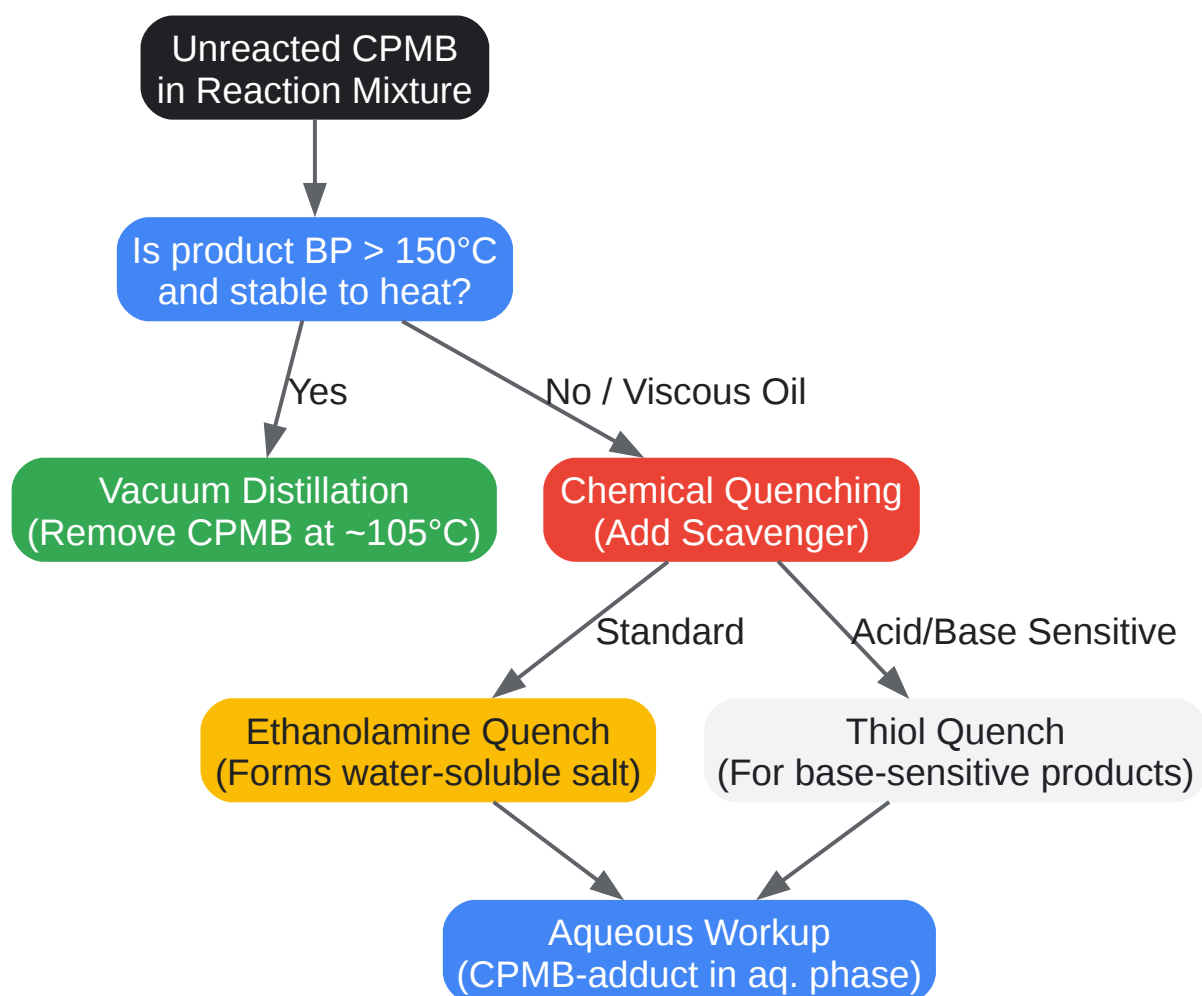 Unreacted CPMB
in Reaction Mixture
Is product BP > 150°C
and stable to heat?
Yes
No / Viscous Oil
Vacuum Distillation
(Remove CPMB at ~105°C)
Chemical Quenching
(Add Scavenger)
Standard
Acid/Base Sensitive
Ethanolamine Quench
(Forms water-soluble salt)
Thiol Quench
(For base-sensitive products)
Aqueous Workup
(CPMB-adduct in aq. phase)